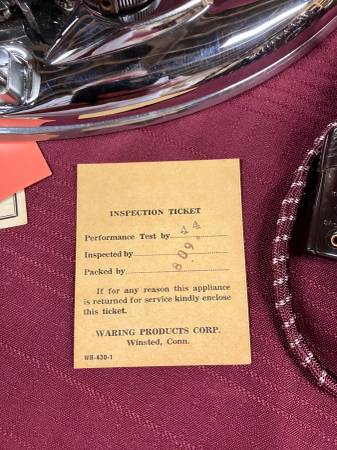 INSPECTION TICKET
Performance Test by 44
Inspected by
Packed by 809
If for any reason this appliance
is returned for service kindly enclose
this ticket.
WARING PRODUCTS CORP.
Winsted, Conn.
WB-430-1